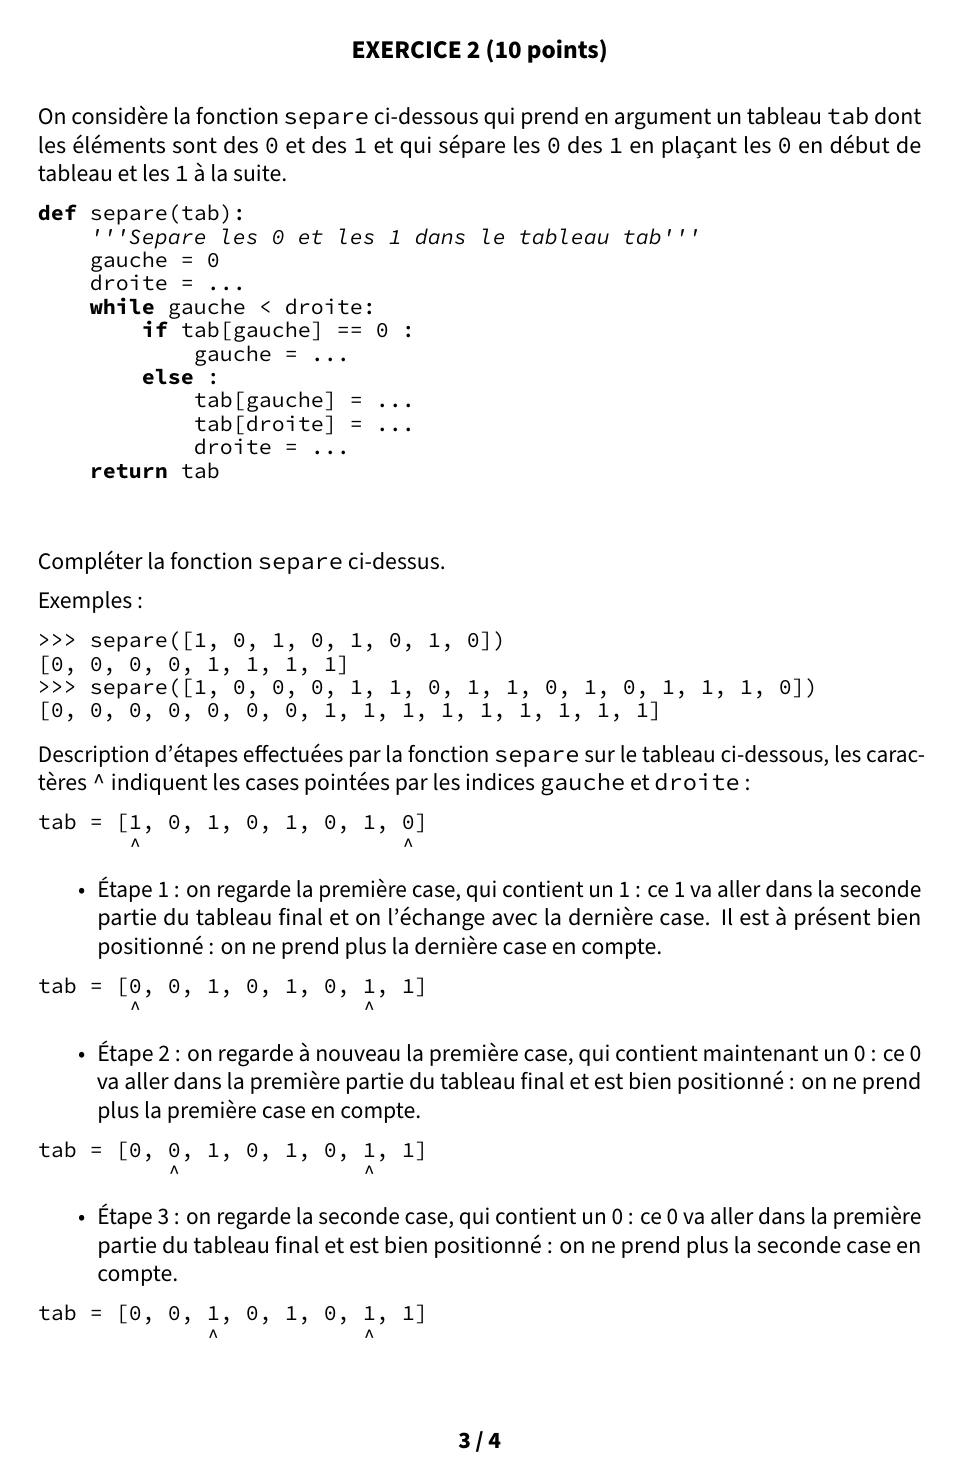 EXERCICE 2 (10 points)
On considère la fonction separe ci-dessous qui prend en argument un tableau tab dont
les éléments sont des 0 et des 1 et qui sépare les 0 des 1 en plaçant les 0 en début de
tableau et les 1 à la suite.
def separe(tab):
    '''Separe les 0 et les 1 dans le tableau tab'''
    gauche = 0
    droite = ...
    while gauche < droite:
        if tab[gauche] == 0 :
            gauche = ...
        else :
            tab[gauche] = ...
            tab[droite] = ...
            droite = ...
    return tab
Compléter la fonction separe ci-dessus.
Exemples :
>>> separe([1, 0, 1, 0, 1, 0, 1, 0])
[0, 0, 0, 0, 1, 1, 1, 1]
>>> separe([1, 0, 0, 0, 1, 1, 0, 1, 1, 0, 1, 0, 1, 1, 1, 0])
[0, 0, 0, 0, 0, 0, 0, 1, 1, 1, 1, 1, 1, 1, 1, 1]
Description d'étapes effectuées par la fonction separe sur le tableau ci-dessous, les carac-
tères ^ indiquent les cases pointées par les indices gauche et droite :
tab = [1, 0, 1, 0, 1, 0, 1, 0]
       ^                    ^
• Étape 1 : on regarde la première case, qui contient un 1 : ce 1 va aller dans la seconde
partie du tableau final et on l'échange avec la dernière case. Il est à présent bien
positionné : on ne prend plus la dernière case en compte.
tab = [0, 0, 1, 0, 1, 0, 1, 1]
       ^                 ^
• Étape 2 : on regarde à nouveau la première case, qui contient maintenant un 0 : ce 0
va aller dans la première partie du tableau final et est bien positionné : on ne prend
plus la première case en compte.
tab = [0, 0, 1, 0, 1, 0, 1, 1]
          ^              ^
• Étape 3 : on regarde la seconde case, qui contient un 0 : ce 0 va aller dans la première
partie du tableau final et est bien positionné : on ne prend plus la seconde case en
compte.
tab = [0, 0, 1, 0, 1, 0, 1, 1]
             ^           ^
3 / 4